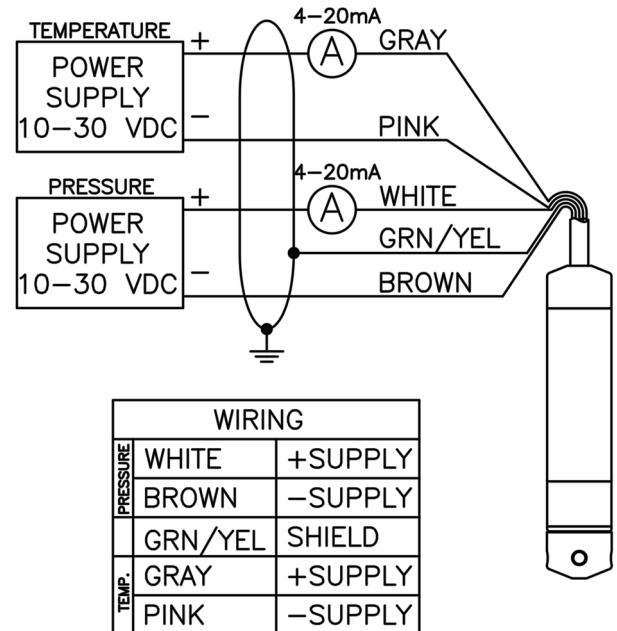 TEMPERATURE
POWER
SUPPLY
10–30 VDC
+
–
4–20mA
A
GRAY
PINK
PRESSURE
POWER
SUPPLY
10–30 VDC
+
–
4–20mA
A
WHITE
GRN/YEL
BROWN
WIRING
PRESSURE
WHITE +SUPPLY
BROWN –SUPPLY
GRN/YEL SHIELD
TEMP.
GRAY +SUPPLY
PINK –SUPPLY